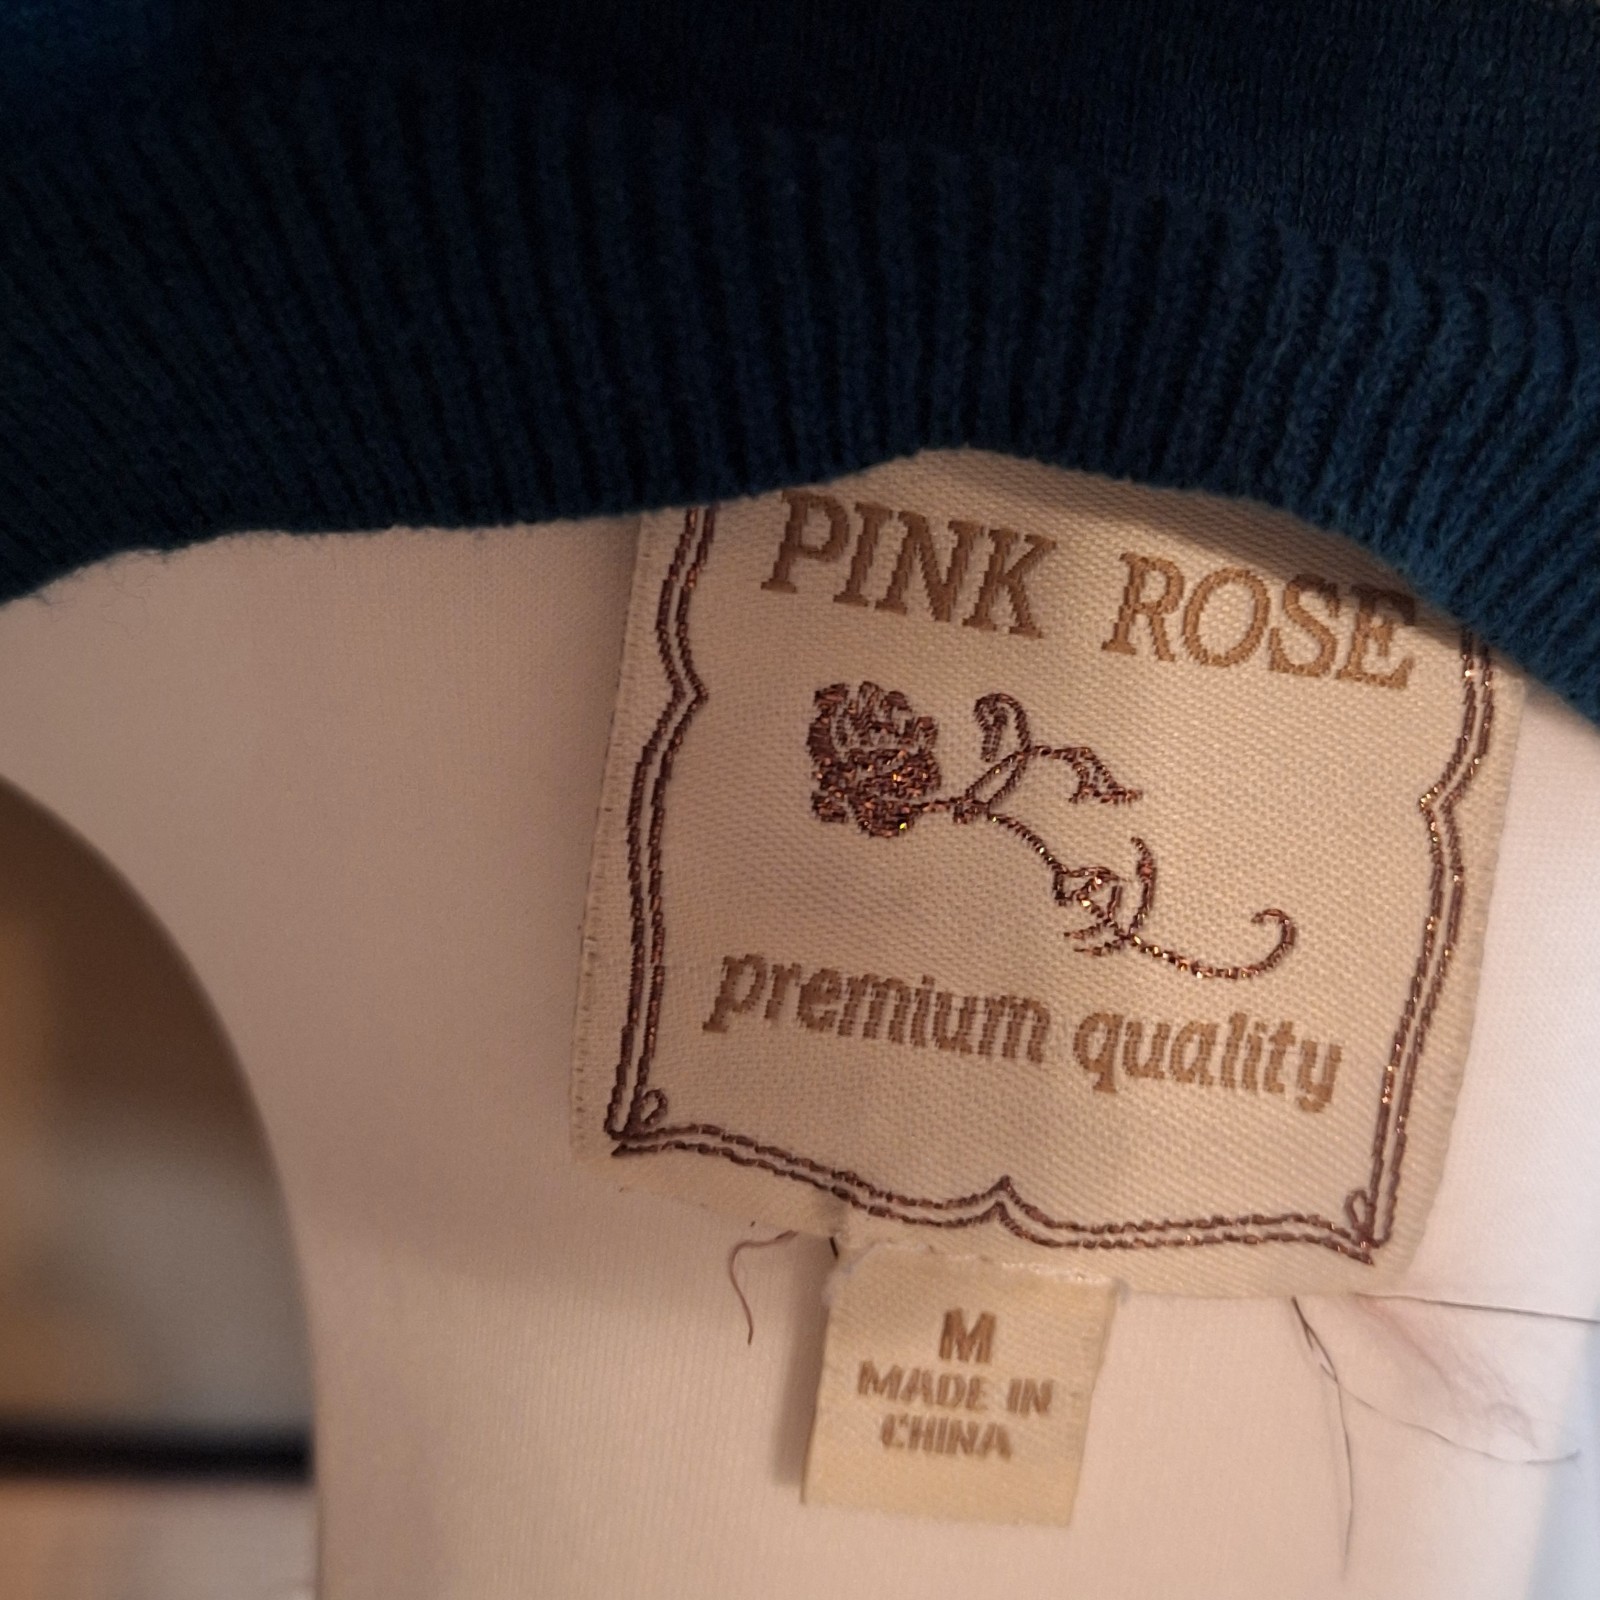 PINK ROSE
premium quality
M
MADE IN
CHINA